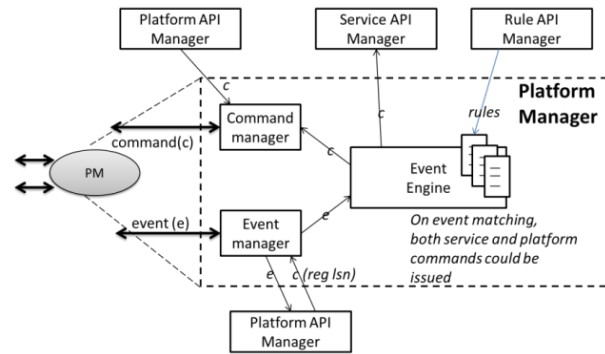 Platform API
Manager
Service API
Manager
Rule API
Manager
c
Platform
Manager
rules
Command
manager
command(c)
c
c
PM
Event
Engine
event (e)
Event
manager
e
On event matching,
both service and platform
commands could be
issued
e
c (reg lsn)
Platform API
Manager